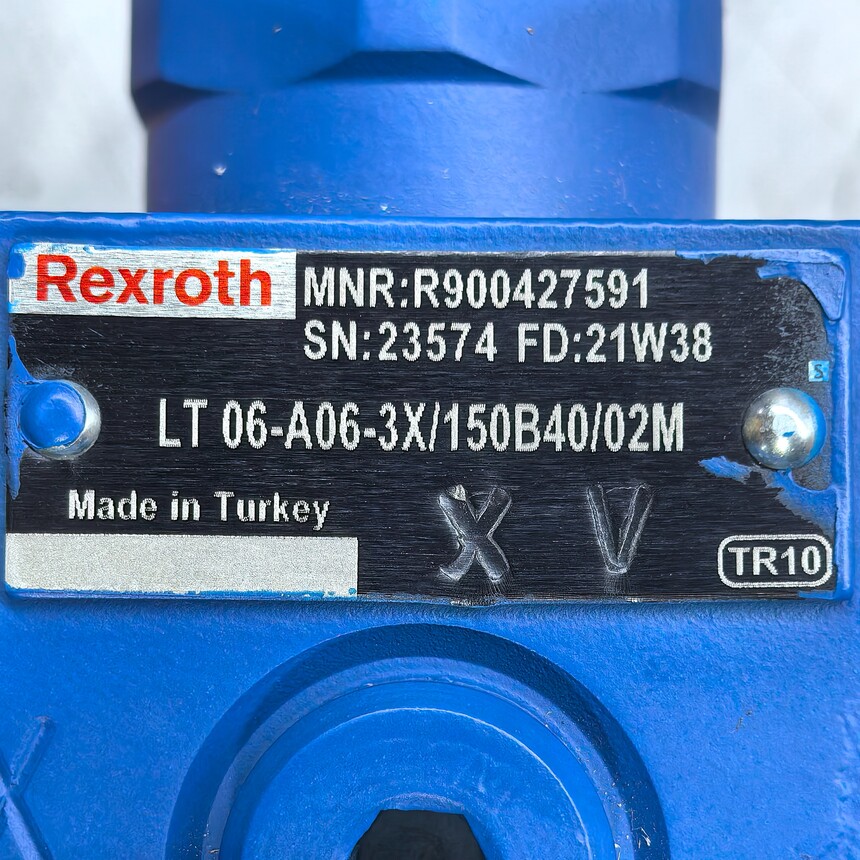 Rexroth
MNR:R900427591
SN:23574 FD:21W38
LT 06-A06-3X/150B40/02M
Made in Turkey
X V
TR10